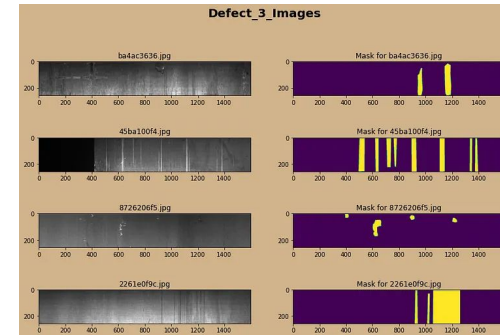 Defect_3_Images
ba4ac3636.jpg
Mask for ba4ac3636.jpg
0
200
0 200 400 600 800 1000 1200 1400
0
200
0 200 400 600 800 1000 1200 1400
45ba100f4.jpg
Mask for 45ba100f4.jpg
0
200
0 200 400 600 800 1000 1200 1400
0
200
0 200 400 600 800 1000 1200 1400
8726206f5.jpg
Mask for 8726206f5.jpg
0
200
0 200 400 600 800 1000 1200 1400
0
200
0 200 400 600 800 1000 1200 1400
2261e0f9c.jpg
Mask for 2261e0f9c.jpg
0
200
0 200 400 600 800 1000 1200 1400
0
200
0 200 400 600 800 1000 1200 1400